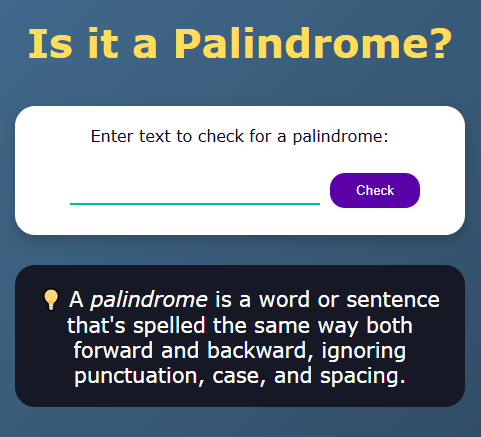 Is it a Palindrome?
Enter text to check for a palindrome:
Check
💡 A palindrome is a word or sentence
that's spelled the same way both
forward and backward, ignoring
punctuation, case, and spacing.